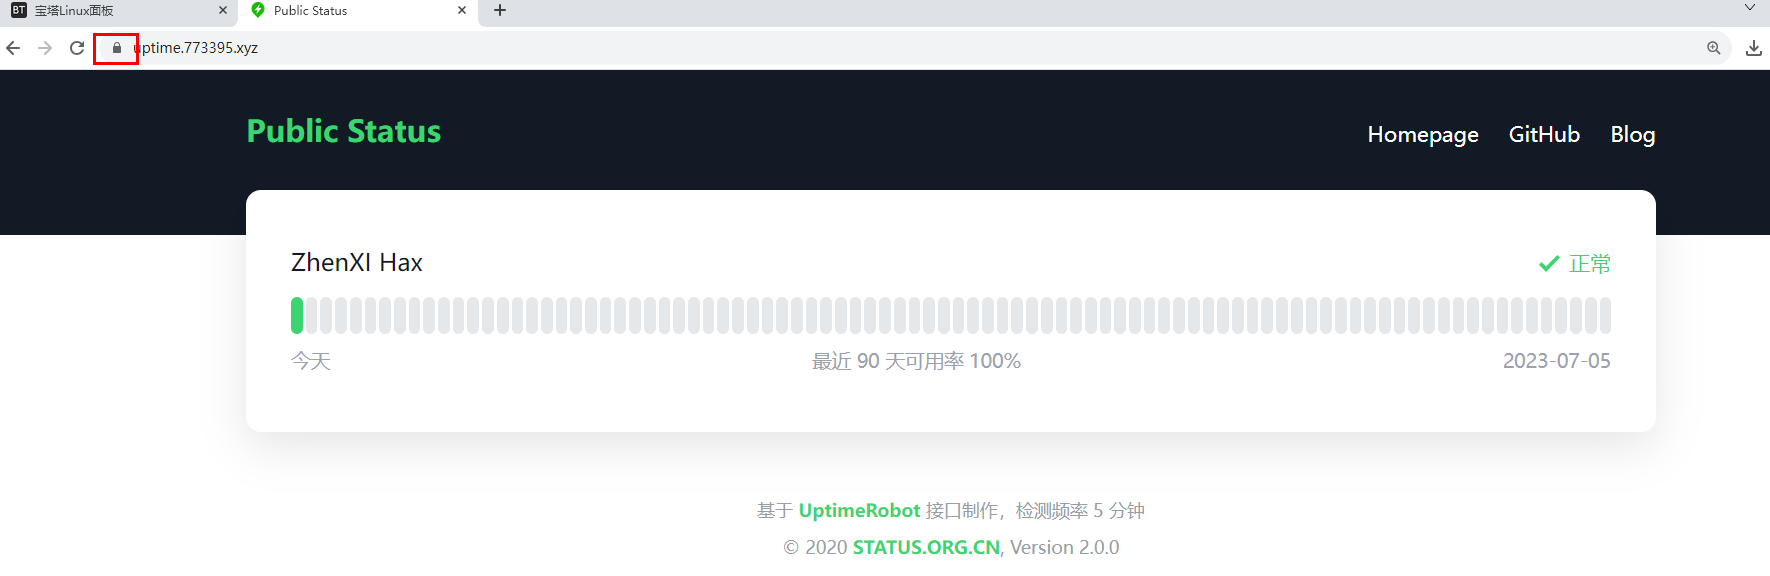 BT 宝塔Linux面板
Public Status
uptime.773395.xyz
Public Status
Homepage GitHub Blog
ZhenXI Hax
正常
今天 最近 90 天可用率 100% 2023-07-05
基于 UptimeRobot 接口制作，检测频率 5 分钟
© 2020 STATUS.ORG.CN, Version 2.0.0